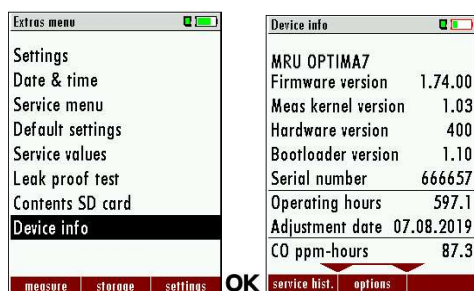 Extras menu
Settings
Date & time
Service menu
Default settings
Service values
Leak proof test
Contents SD card
Device info
measure storage settings
OK
Device info
MRU OPTIMA7
Firmware version 1.74.00
Meas kernel version 1.03
Hardware version 400
Bootloader version 1.10
Serial number 666657
Operating hours 597.1
Adjustment date 07.08.2019
CO ppm-hours 87.3
service hist. options